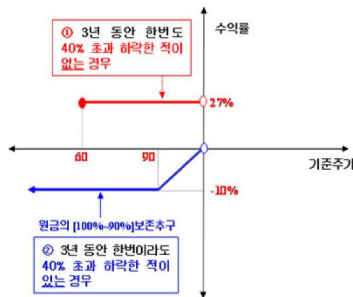 수익률
① 3년 동안 한번도
40% 초과 하락한 적이
없는 경우
27%
60
90
기준주가
-10%
원금의 [100%~90%]보존추구
② 3년 동안 한번이라도
40% 초과 하락한 적이
있는 경우